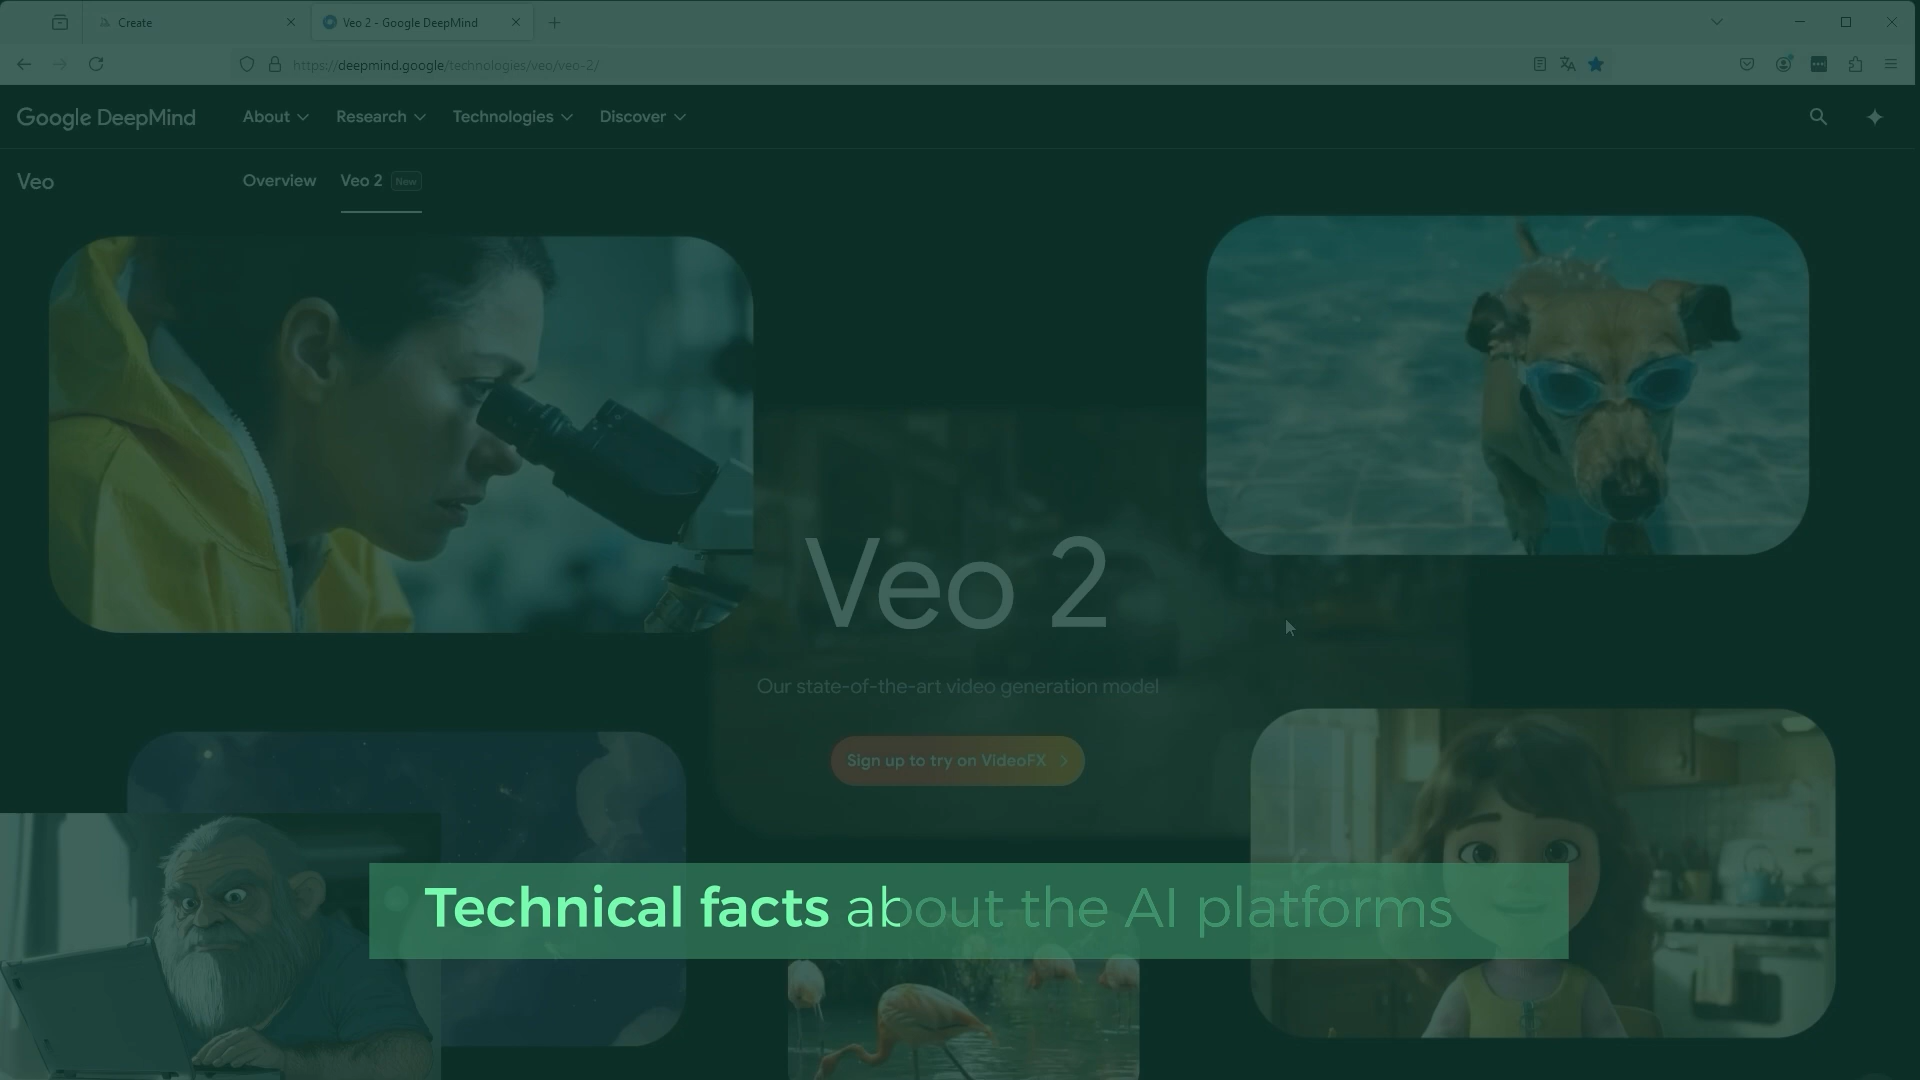 Create
Veo 2 - Google DeepMind
https://deepmind.google/technologies/veo/veo-2/
Google DeepMind
About
Research
Technologies
Discover
Veo
Overview
Veo 2
New
Veo 2
Our state-of-the-art video generation model
Sign up to try on VideoFX
Technical facts about the AI platforms